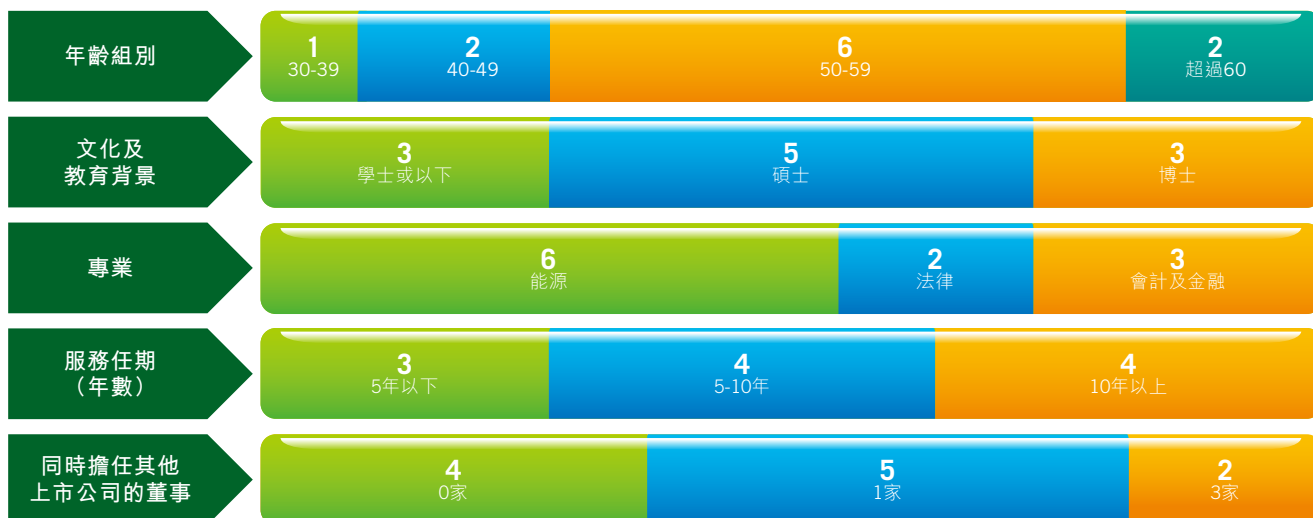 年齡組別
1
30-39
2
40-49
6
50-59
2
超過60
文化及
教育背景
3
學士或以下
5
碩士
3
博士
專業
6
能源
2
法律
3
會計及金融
服務任期
（年數）
3
5年以下
4
5-10年
4
10年以上
同時擔任其他
上市公司的董事
4
0家
5
1家
2
3家